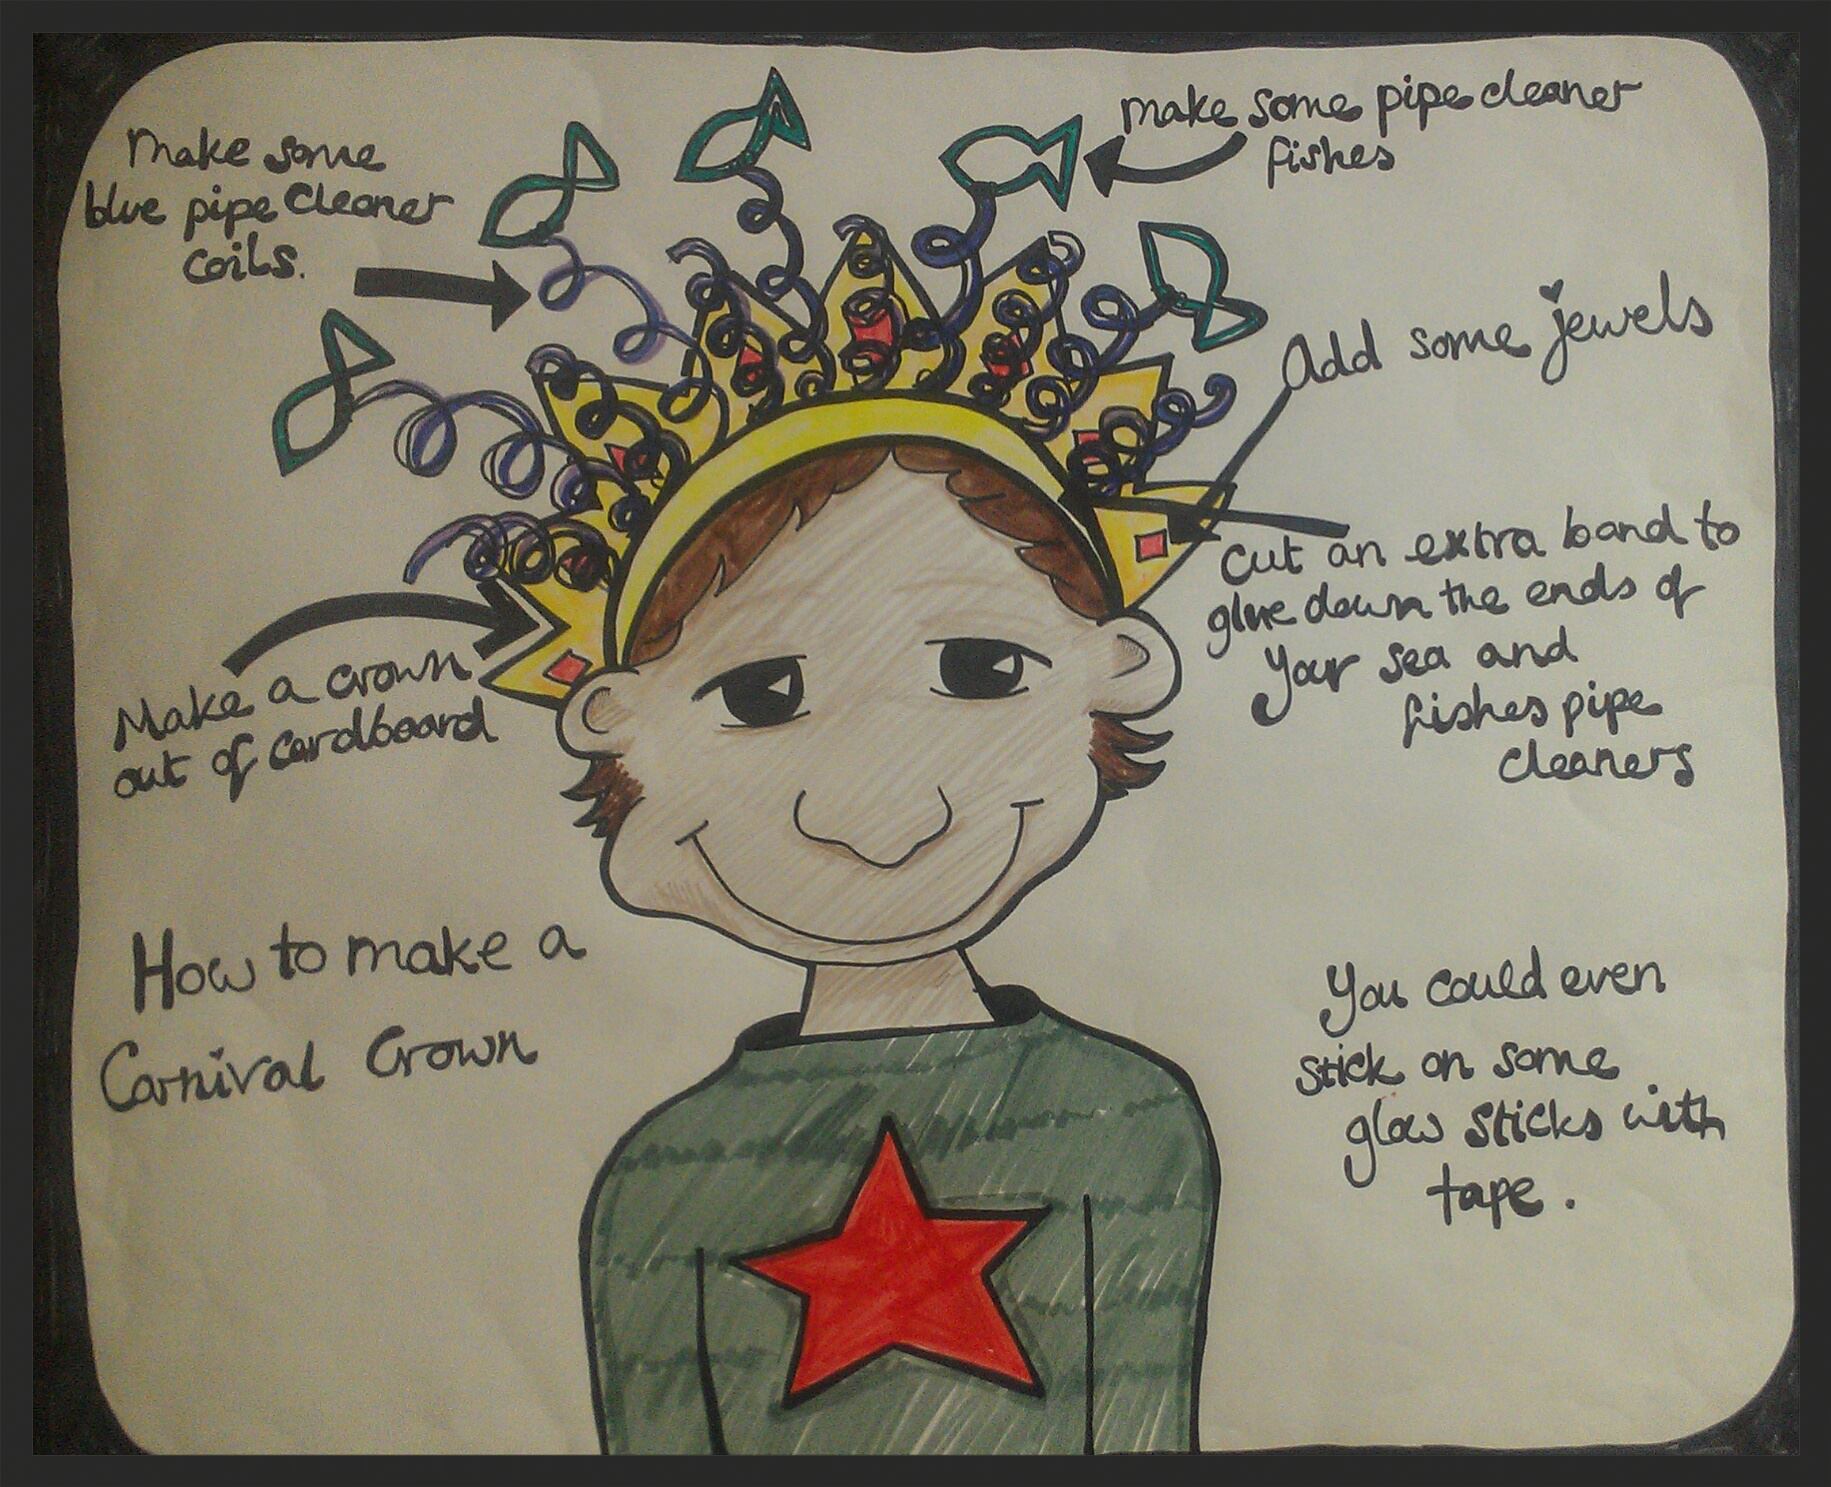 Make some
blue pipe cleaner
coils.
Make some pipe cleaner
fishes
Add some jewels
Cut an extra band to
glue down the ends of
your sea and
fishes pipe
cleaners
Make a crown
out of cardboard
How to make a
Carnival Crown
You could even
stick on some
glow sticks with
tape.